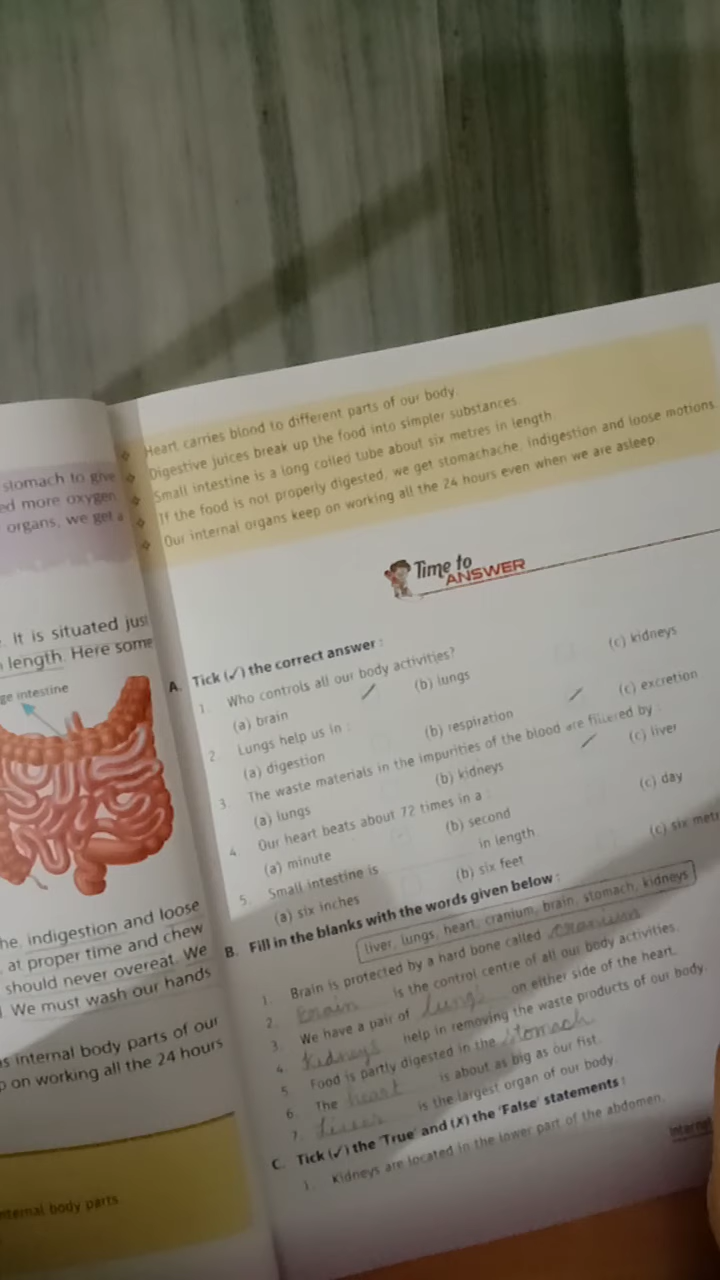 stomach to give
ed more oxygen
organs, we get a
It is situated just
length. Here some
ge intestine
he, indigestion and loose
at proper time and chew
should never overeat. We
We must wash our hands
s internal body parts of our
p on working all the 24 hours
nternal body parts
Heart carries blood to different parts of our body.
Digestive juices break up the food into simpler substances.
Small intestine is a long coiled tube about six metres in length.
If the food is not properly digested, we get stomachache, indigestion and loose motions.
Our internal organs keep on working all the 24 hours even when we are asleep.
Time to
ANSWER
A. Tick (✓) the correct answer :
1. Who controls all our body activities?
(a) brain (b) lungs (c) kidneys
2. Lungs help us in :
(a) digestion (b) respiration (c) excretion
3. The waste materials in the impurities of the blood are filtered by :
(a) lungs (b) kidneys (c) liver
4. Our heart beats about 72 times in a :
(a) minute (b) second (c) day
5. Small intestine is in length.
(a) six inches (b) six feet (c) six metr
B. Fill in the blanks with the words given below :
liver, lungs, heart, cranium, brain, stomach, kidneys
1. Brain is protected by a hard bone called cranium
2. Brain is the control centre of all our body activities.
3. We have a pair of lungs on either side of the heart.
4. Kidneys help in removing the waste products of our body.
5. Food is partly digested in the stomach.
6. The heart is about as big as our fist.
7. Liver is the largest organ of our body.
C. Tick (✓) the 'True' and (✗) the 'False' statements :
1. Kidneys are located in the lower part of the abdomen.